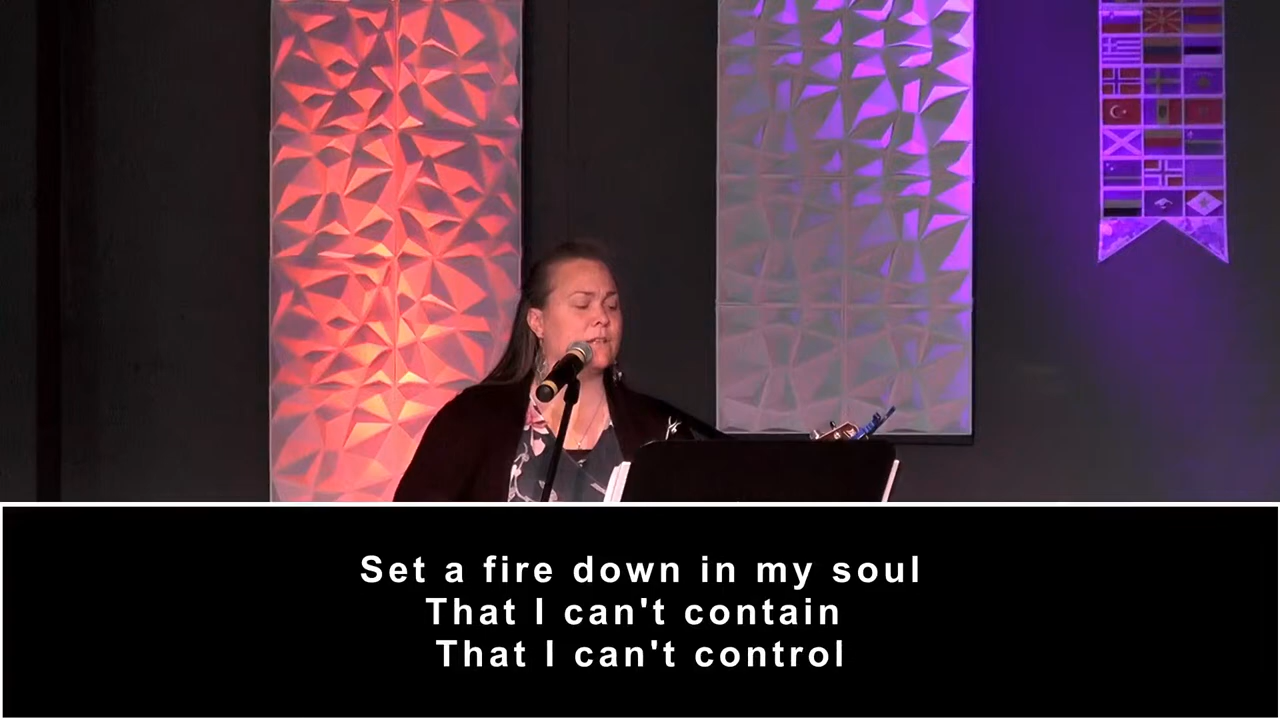 Set a fire down in my soul
That I can't contain
That I can't control